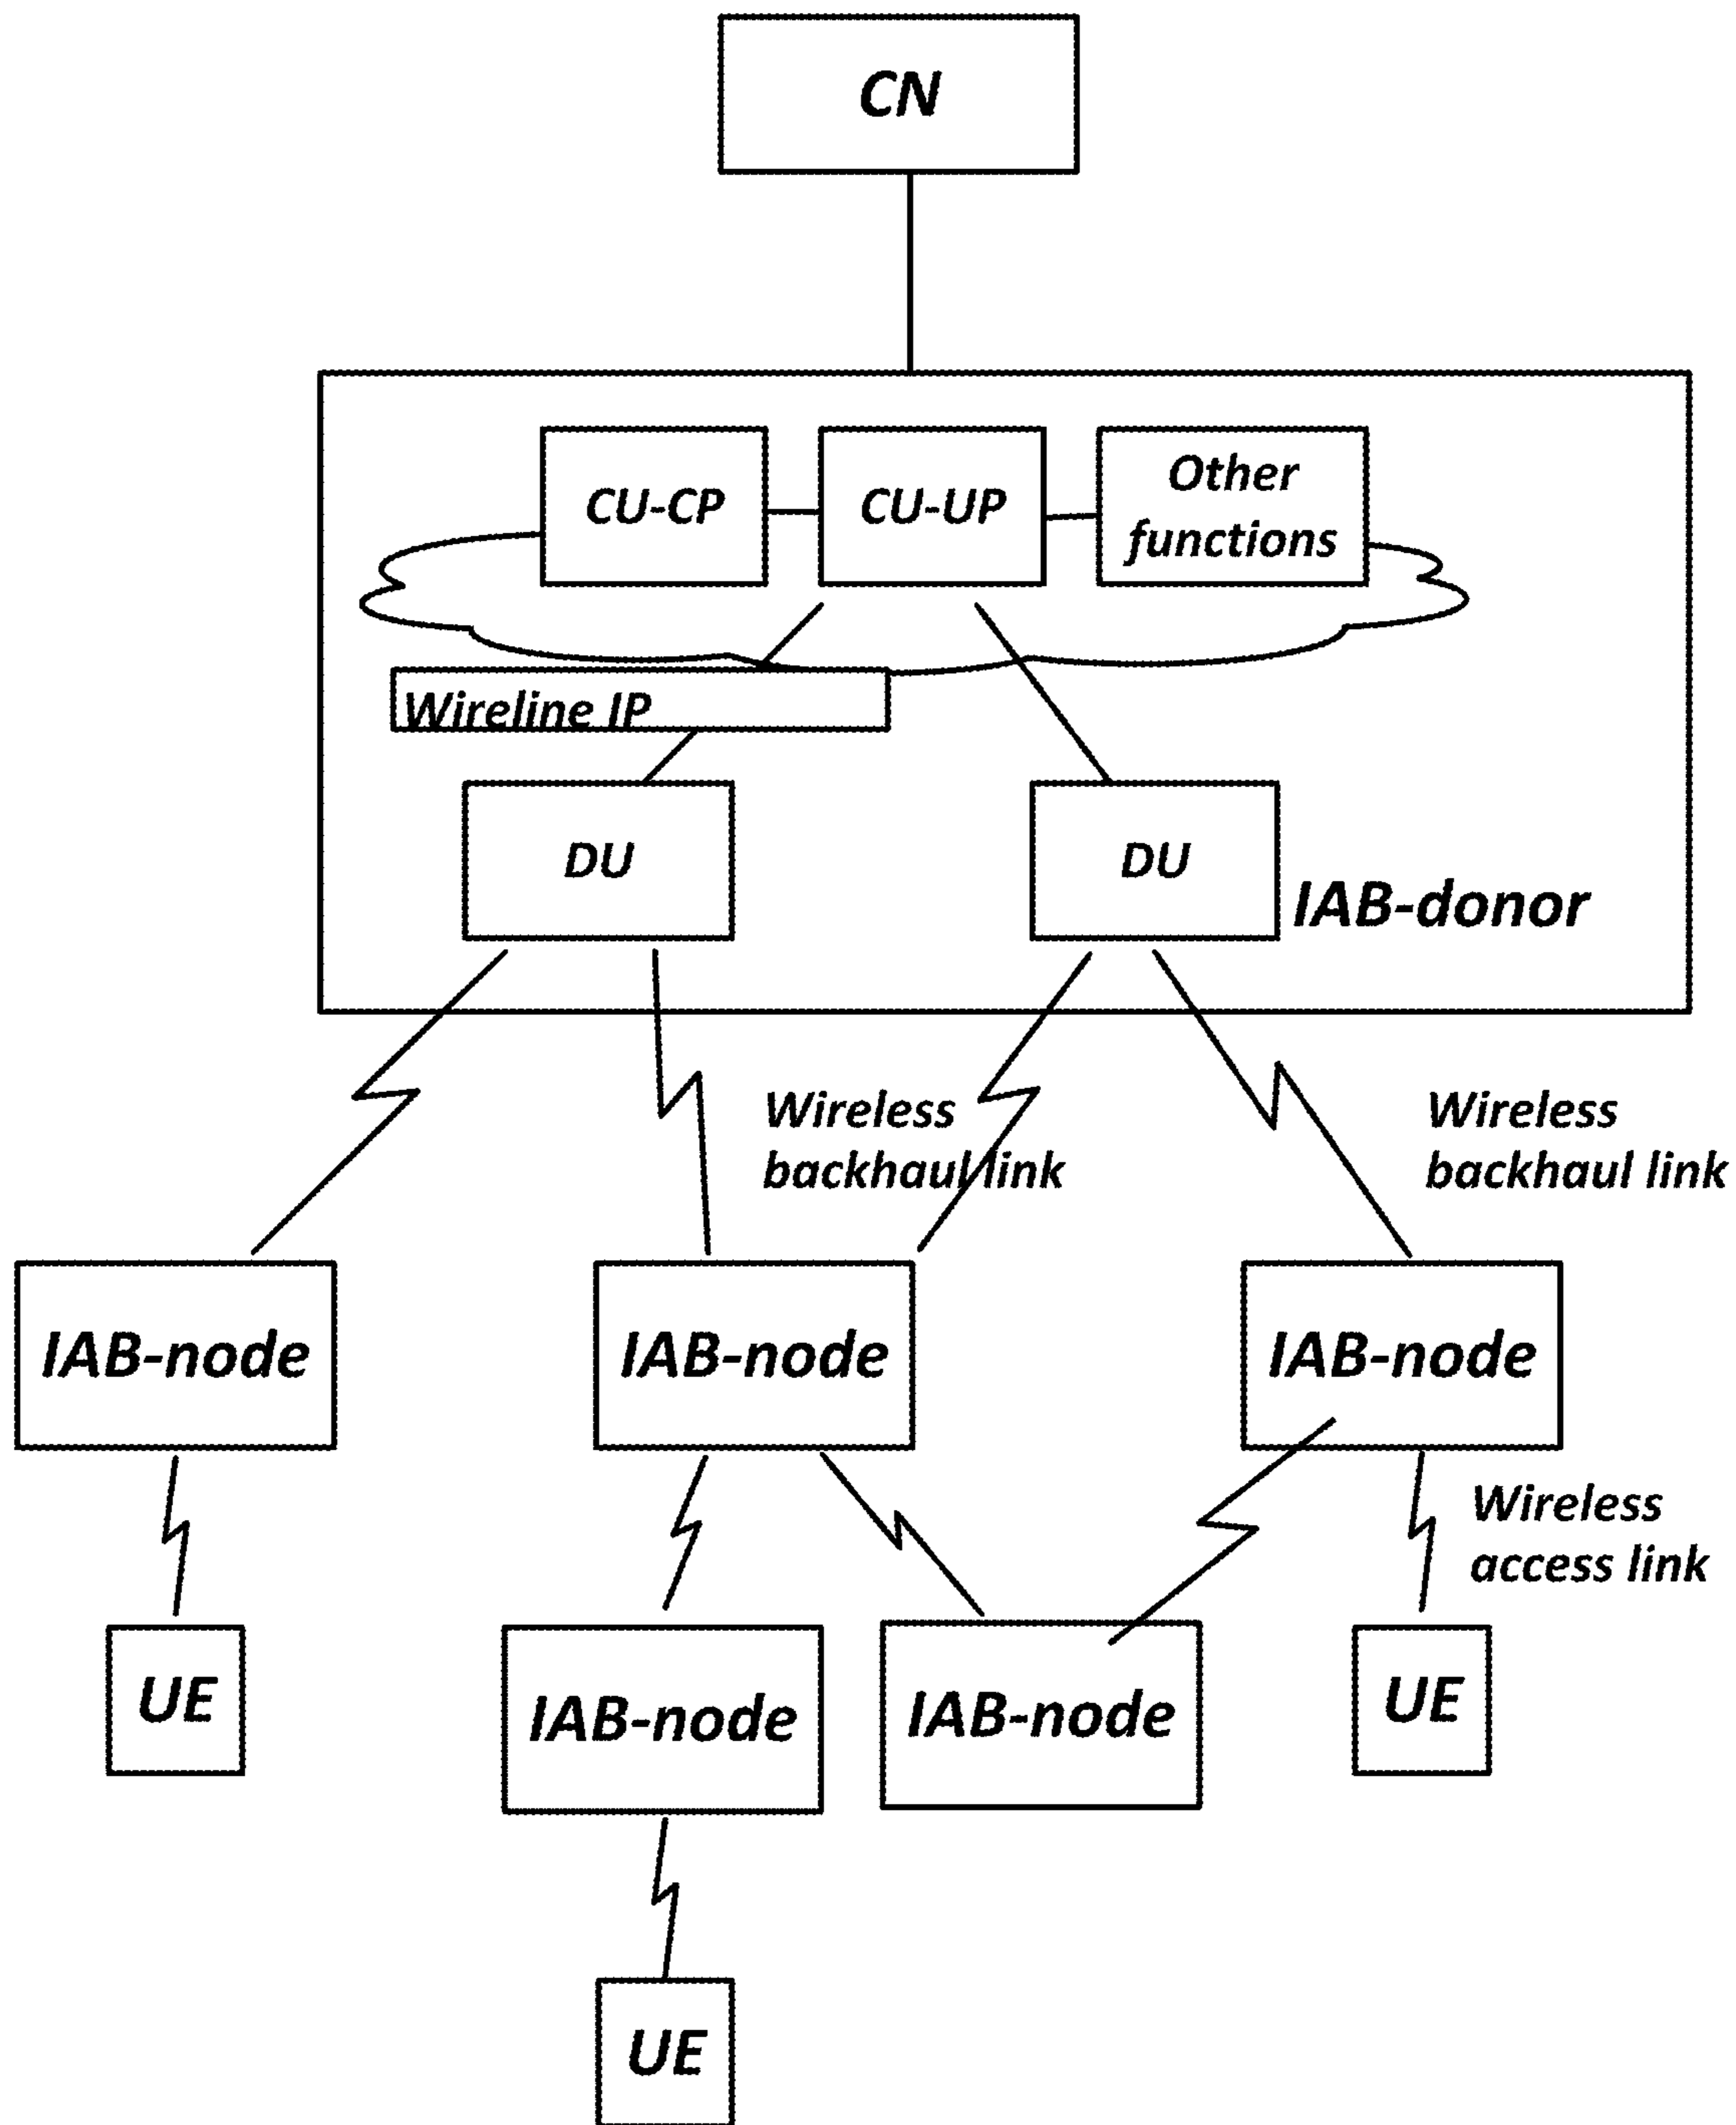 CN
CU-CP
CU-UP
Other
functions
Wireline IP
DU
DU
IAB-donor
Wireless
backhaul link
Wireless
backhaul link
IAB-node
IAB-node
IAB-node
Wireless
access link
UE
IAB-node
IAB-node
UE
UE